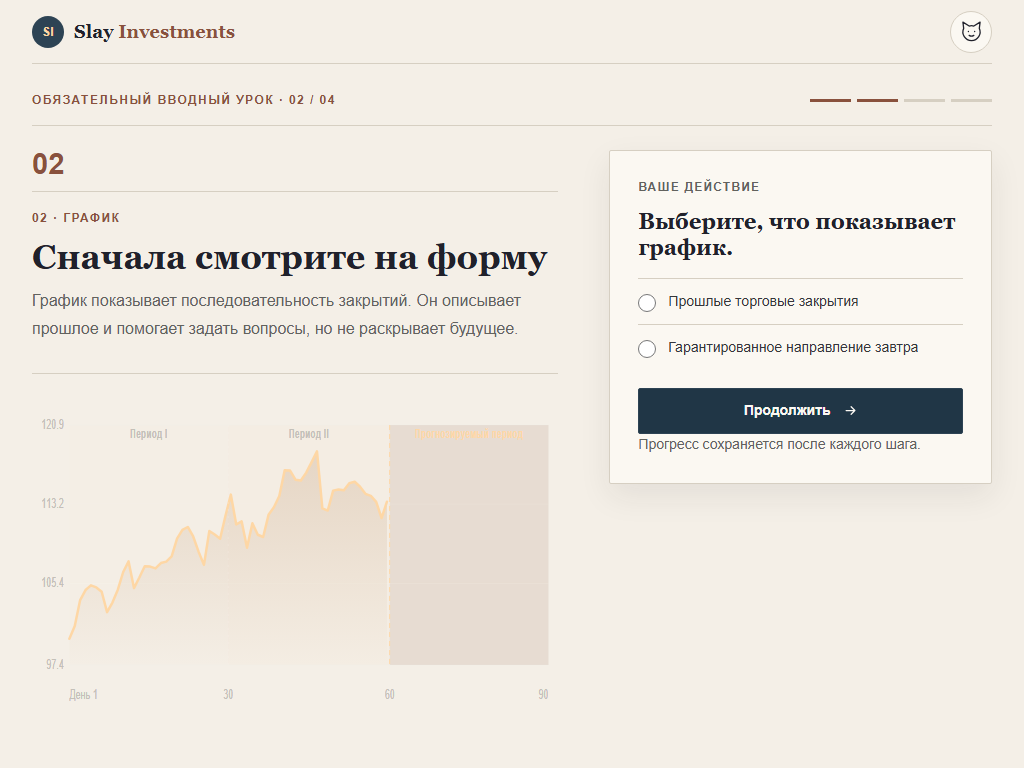 SI
Slay Investments
ОБЯЗАТЕЛЬНЫЙ ВВОДНЫЙ УРОК · 02 / 04
02
02 · ГРАФИК
Сначала смотрите на форму
График показывает последовательность закрытий. Он описывает
прошлое и помогает задать вопросы, но не раскрывает будущее.
120.9
Период I
Период II
113.2
105.4
97.4
День 1
30
60
90
ВАШЕ ДЕЙСТВИЕ
Выберите, что показывает
график.
Прошлые торговые закрытия
Гарантированное направление завтра
Продолжить →
Прогресс сохраняется после каждого шага.